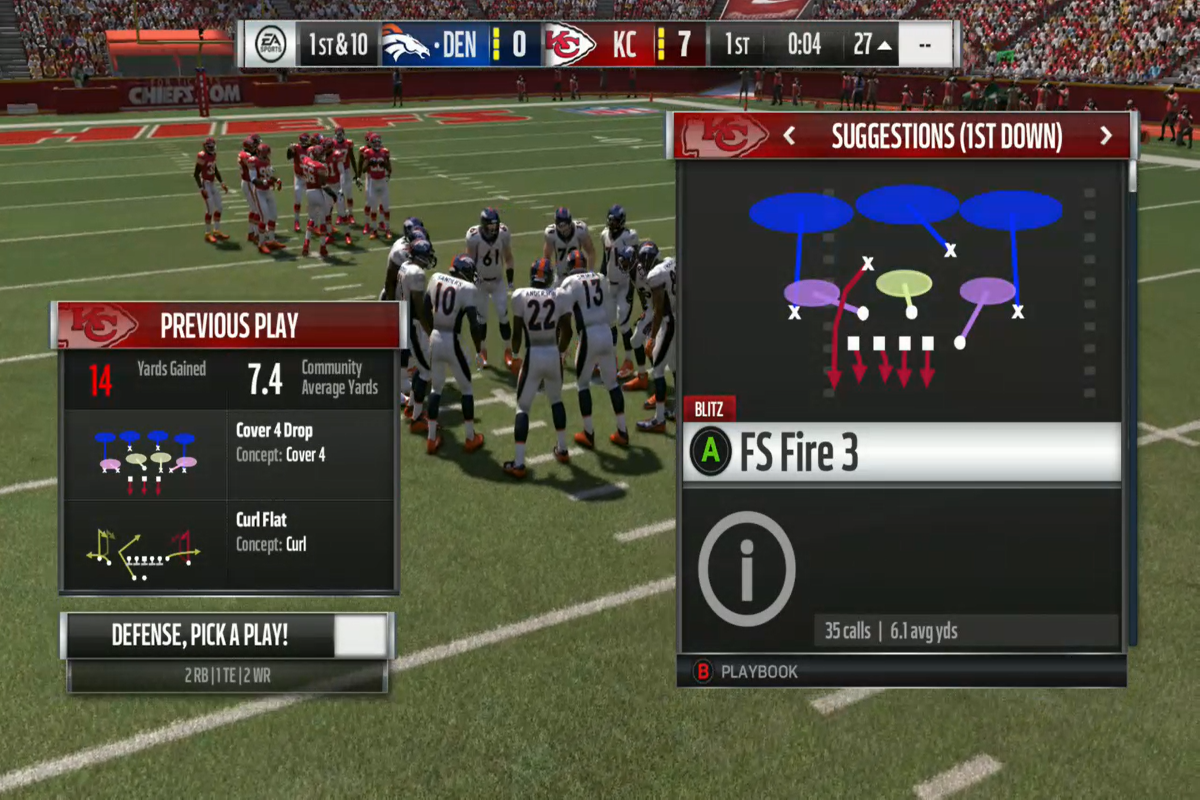 EA SPORTS 1ST & 10 DEN 0 KC 7 1ST 0:04 27 --
CHIEFS.COM
SUGGESTIONS (1ST DOWN)
61
10
ANDERSON
22
13
PREVIOUS PLAY
14 Yards Gained 7.4 Community Average Yards
Cover 4 Drop
Concept: Cover 4
Curl Flat
Concept: Curl
BLITZ
A FS Fire 3
i
35 calls | 6.1 avg yds
B PLAYBOOK
DEFENSE, PICK A PLAY!
2 RB | 1 TE | 2 WR